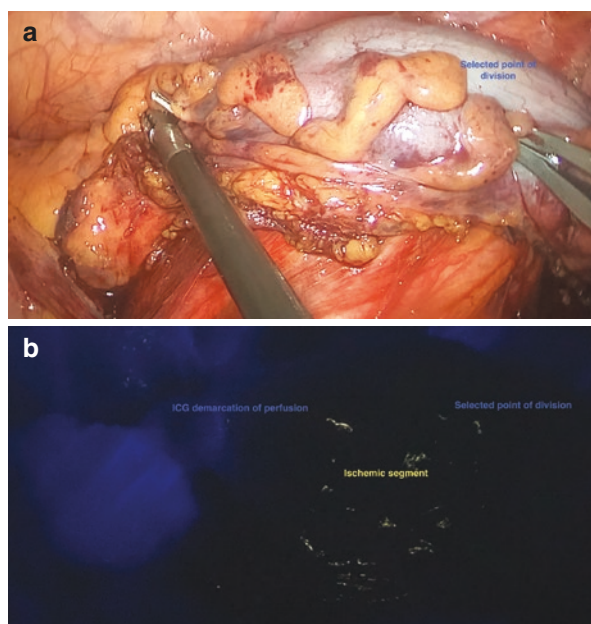 a
Selected point of
division
b
ICG demarcation of perfusion
Selected point of division
Ischemic segment